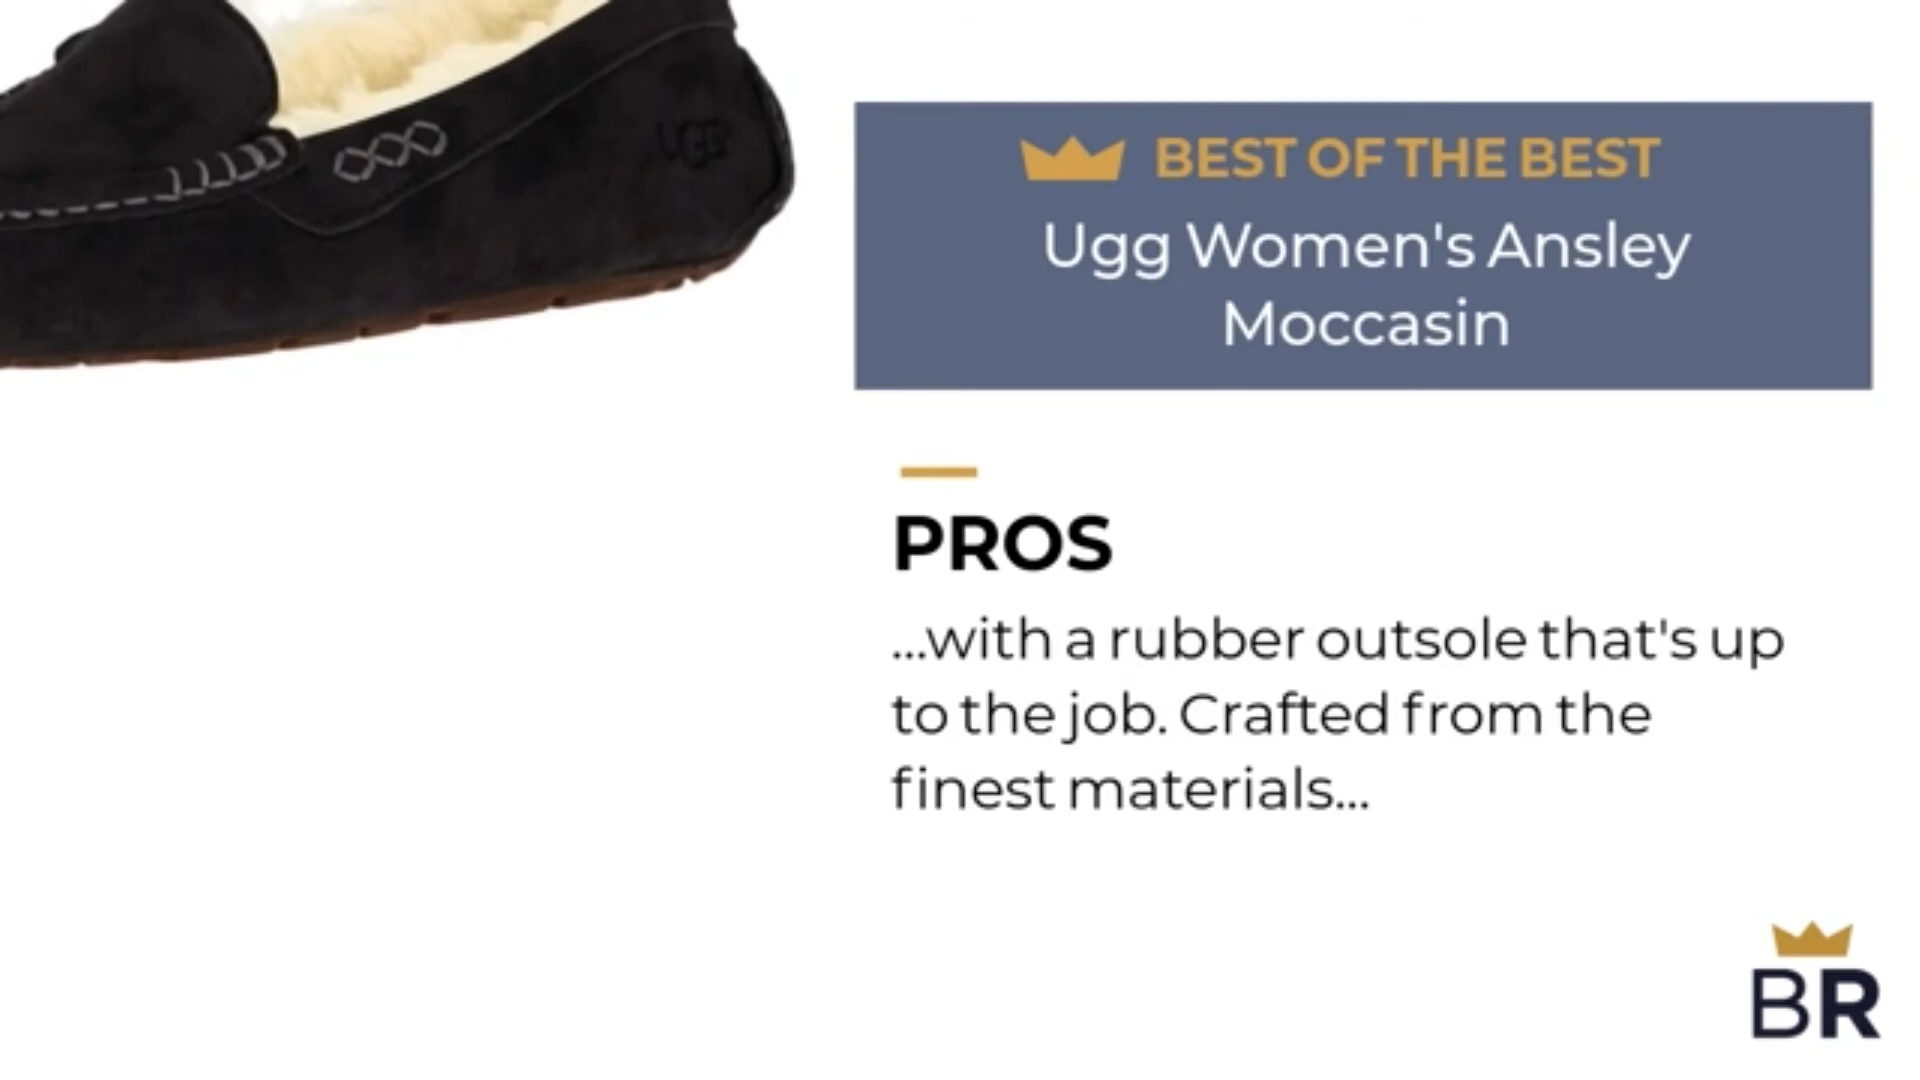 UGG
BEST OF THE BEST
Ugg Women's Ansley
Moccasin
PROS
...with a rubber outsole that's up
to the job. Crafted from the
finest materials...
BR